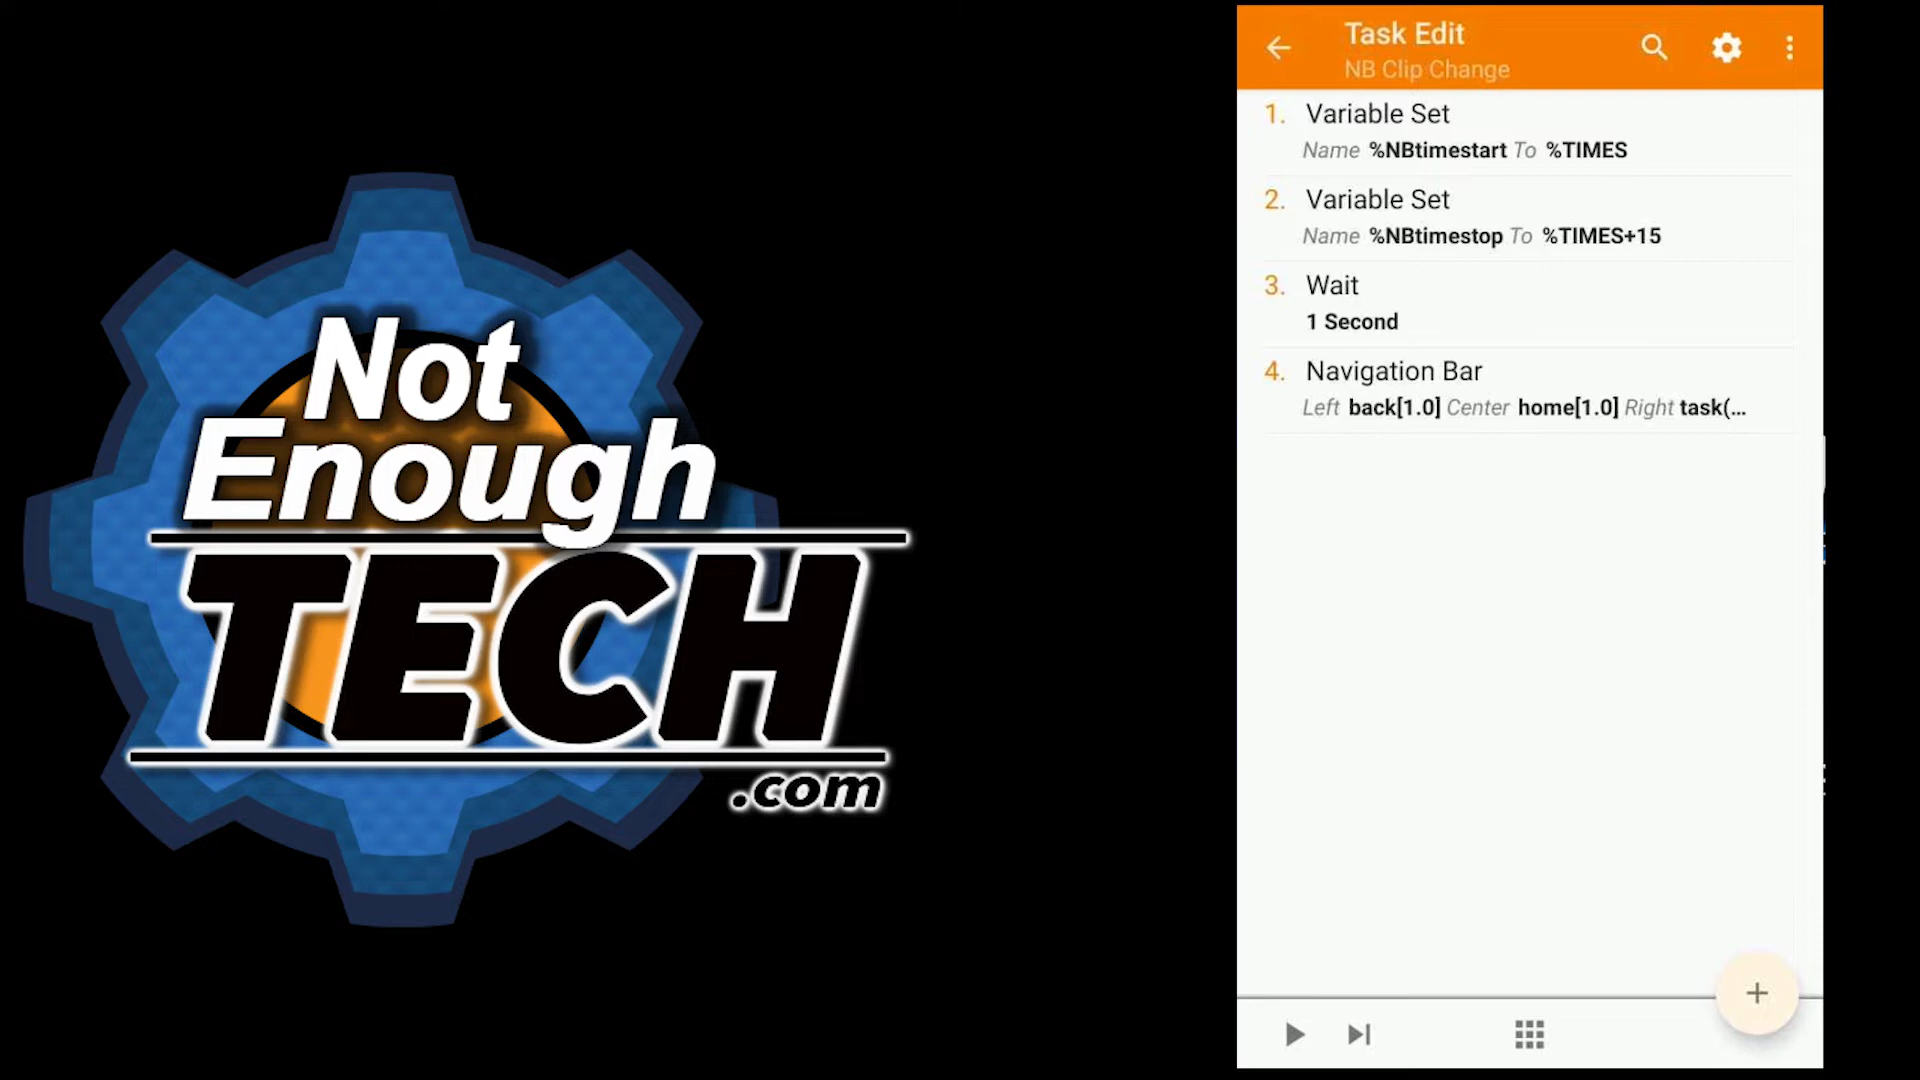 Not
Enough
TECH
.com
Task Edit
NB Clip Change
1. Variable Set
Name %NBtimestart To %TIMES
2. Variable Set
Name %NBtimestop To %TIMES+15
3. Wait
1 Second
4. Navigation Bar
Left back[1.0] Center home[1.0] Right task(...